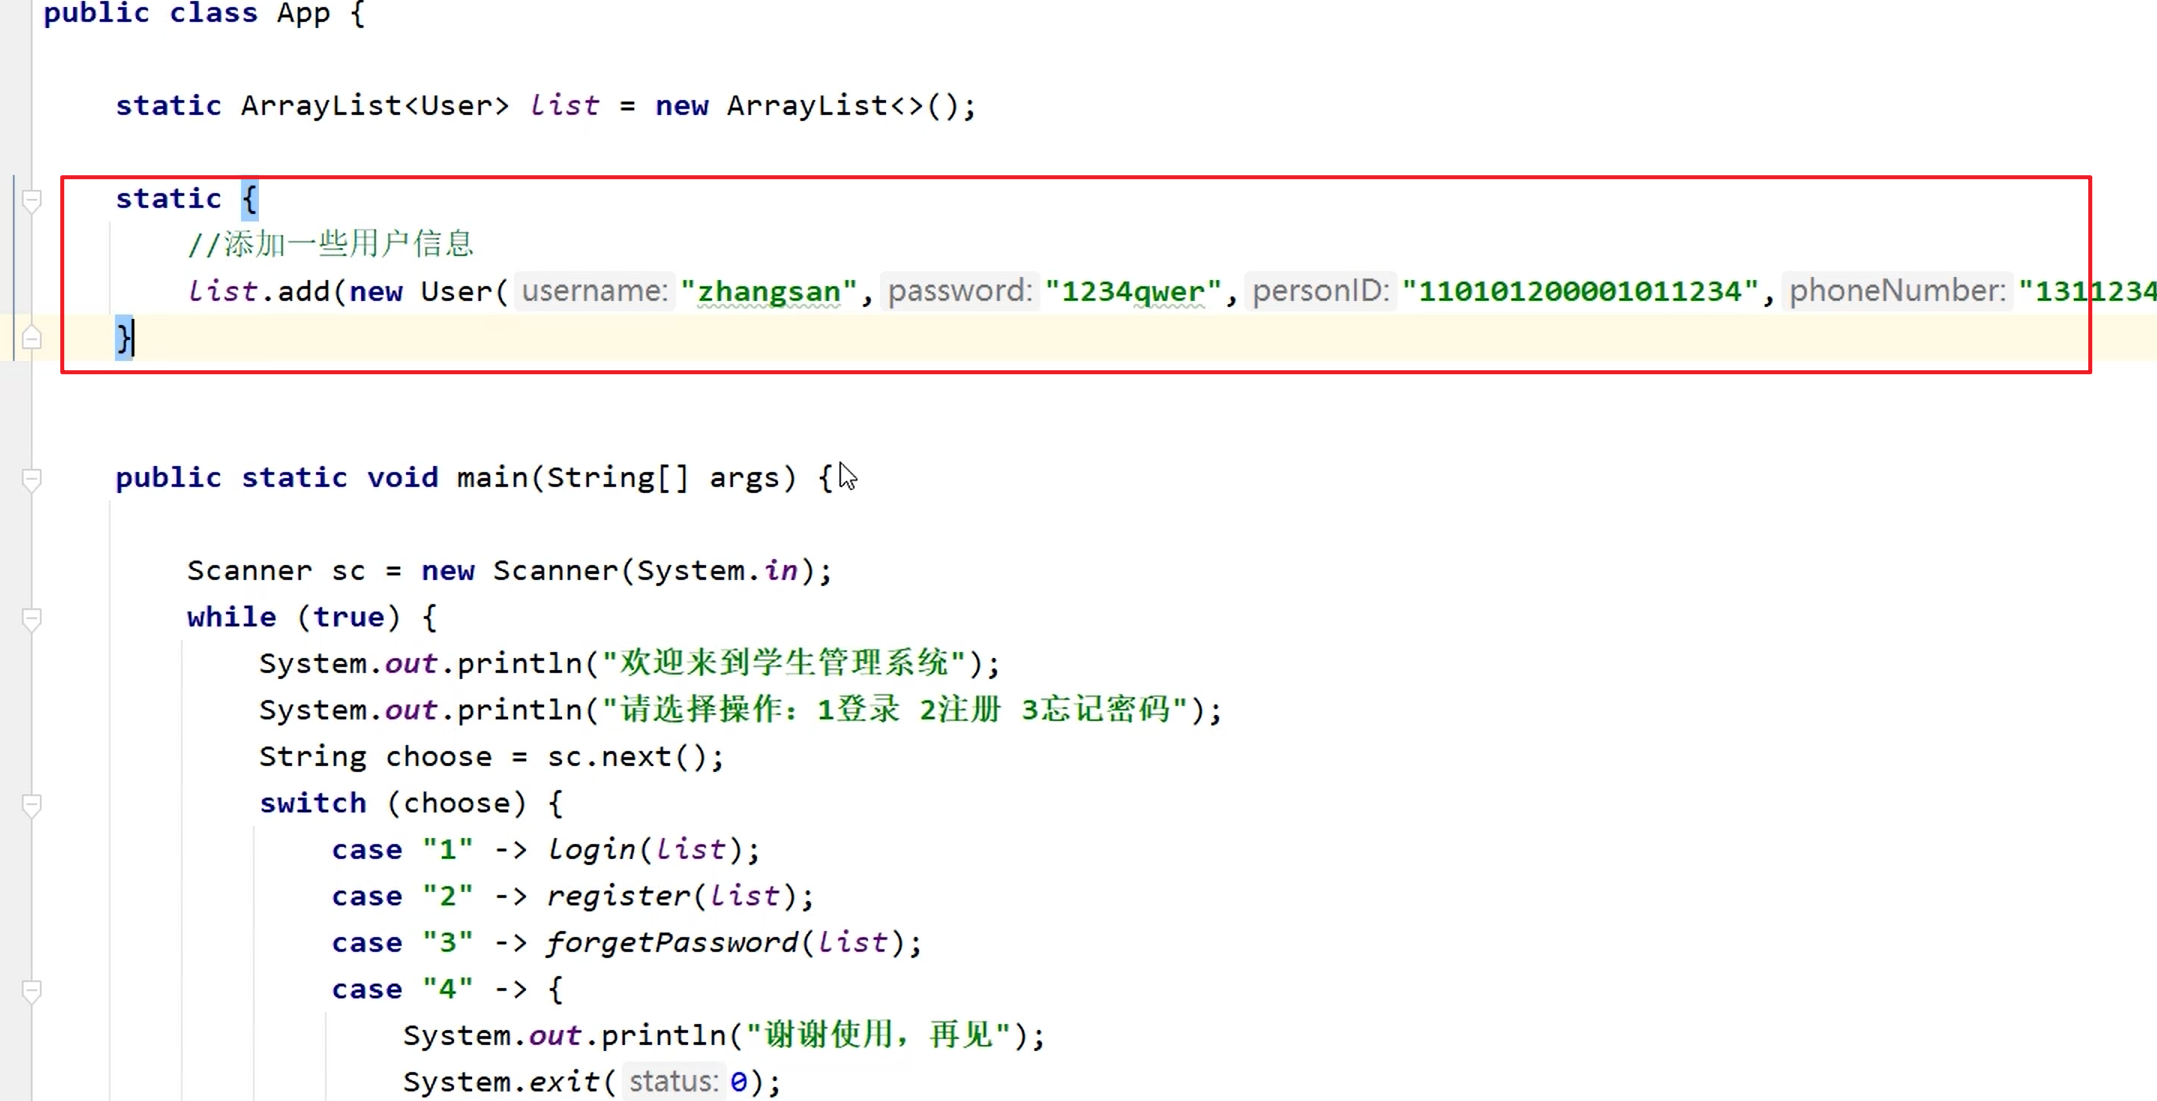 public class App {
static ArrayList<User> list = new ArrayList<>();
static {
//添加一些用户信息
list.add(new User( username: "zhangsan", password: "1234qwer", personID: "110101200001011234", phoneNumber: "1311234
}
public static void main(String[] args) {
Scanner sc = new Scanner(System.in);
while (true) {
System.out.println("欢迎来到学生管理系统");
System.out.println("请选择操作：1登录 2注册 3忘记密码");
String choose = sc.next();
switch (choose) {
case "1" -> login(list);
case "2" -> register(list);
case "3" -> forgetPassword(list);
case "4" -> {
System.out.println("谢谢使用，再见");
System.exit( status: 0);